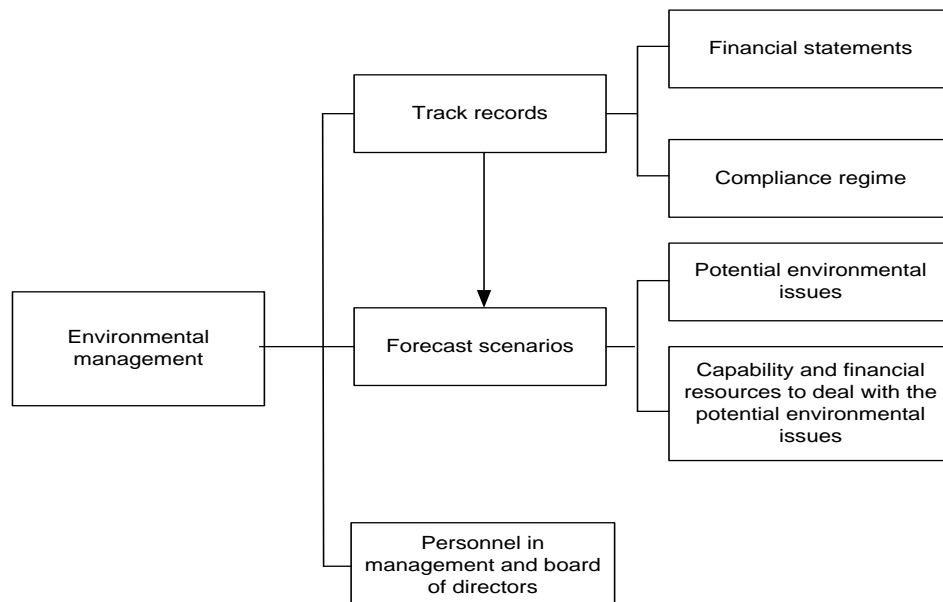 Financial statements
Track records
Compliance regime
Potential environmental
issues
Environmental
management
Forecast scenarios
Capability and financial
resources to deal with the
potential environmental
issues
Personnel in
management and board
of directors